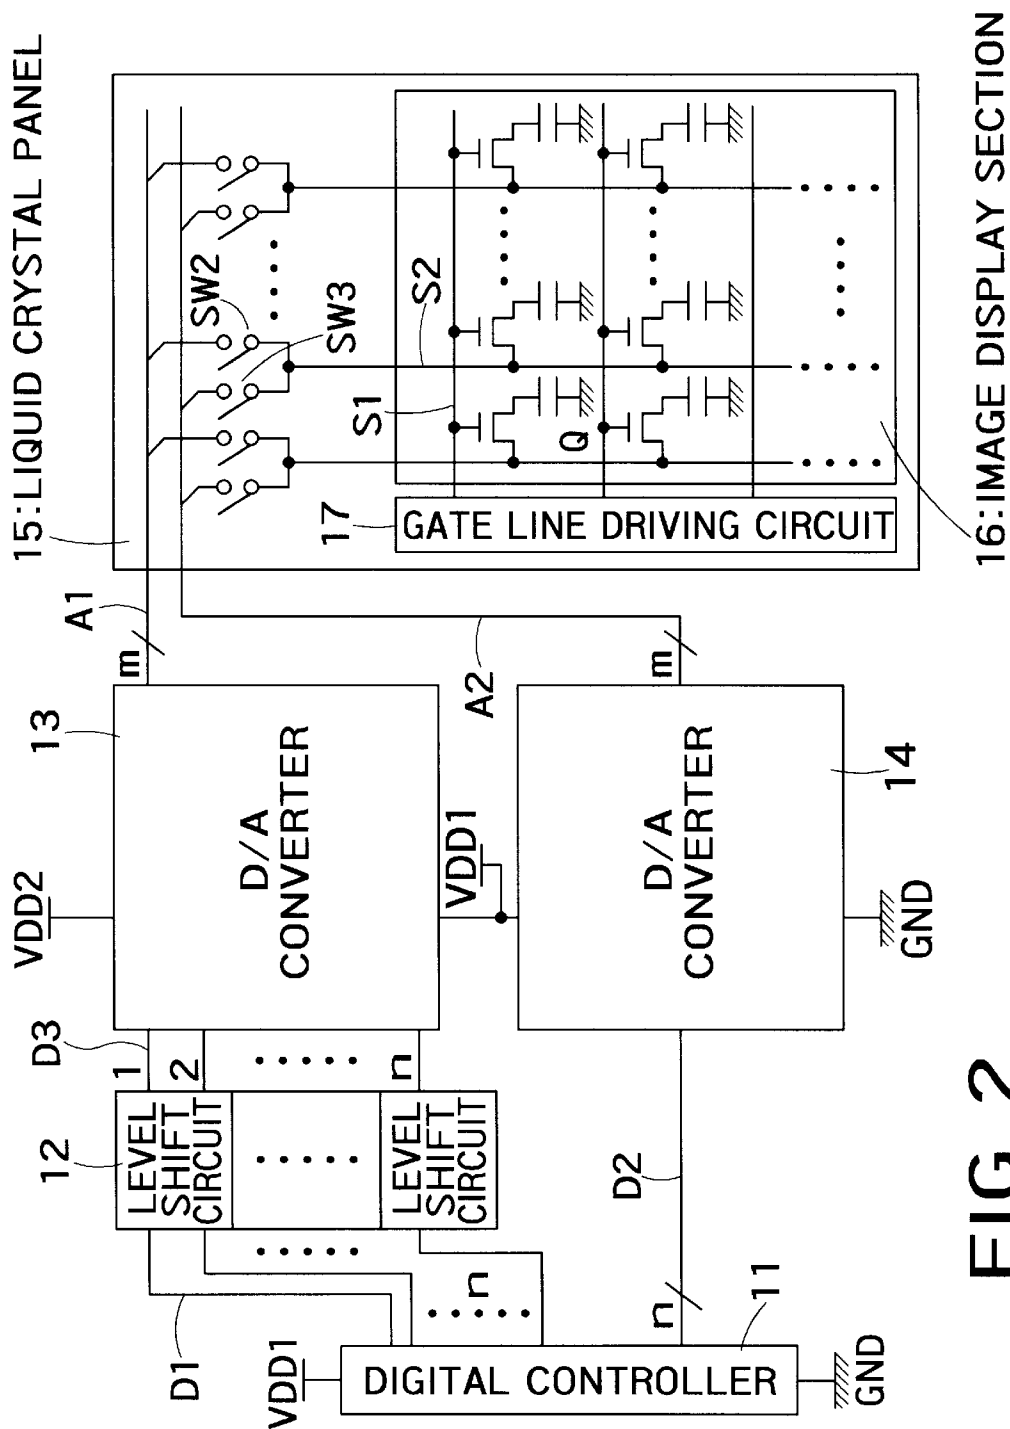 15:LIQUID CRYSTAL PANEL
SW2
SW3
S2
S1
Q
17
GATE LINE DRIVING CIRCUIT
16:IMAGE DISPLAY SECTION
A1
m
A2
m
13
D/A
CONVERTER
VDD2
VDD1
14
D/A
CONVERTER
GND
D3
1
2
n
12
LEVEL
SHIFT
CIRCUIT
LEVEL
SHIFT
CIRCUIT
D1
n
D2
n
11
VDD1
DIGITAL CONTROLLER
GND
FIG. 2